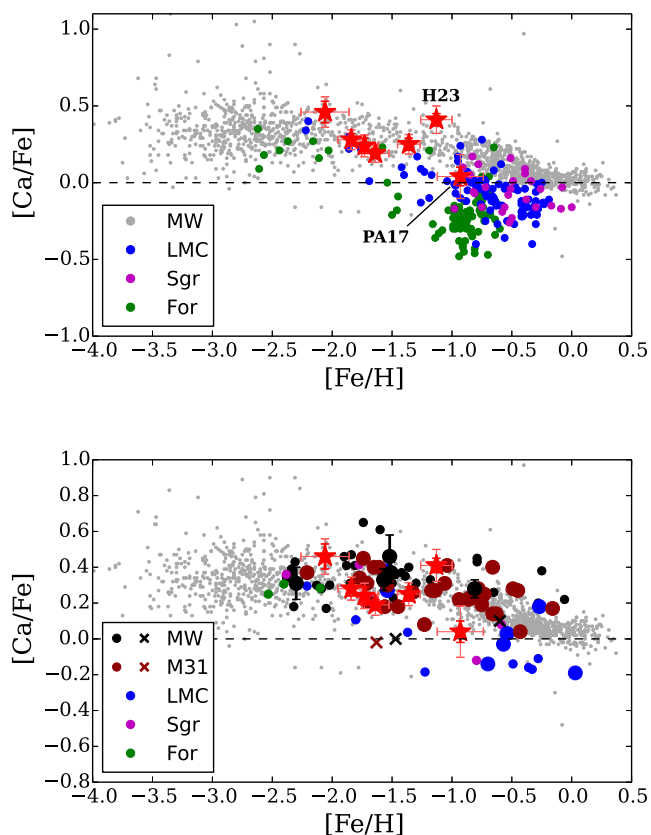 1.0
0.5
0.0
−0.5
−1.0
[Ca/Fe]
H23
PA17
MW
LMC
Sgr
For
−4.0 −3.5 −3.0 −2.5 −2.0 −1.5 −1.0 −0.5 0.0 0.5
[Fe/H]
1.0
0.8
0.6
0.4
0.2
0.0
−0.2
−0.4
−0.6
−0.8
[Ca/Fe]
MW
M31
LMC
Sgr
For
−4.0 −3.5 −3.0 −2.5 −2.0 −1.5 −1.0 −0.5 0.0 0.5
[Fe/H]